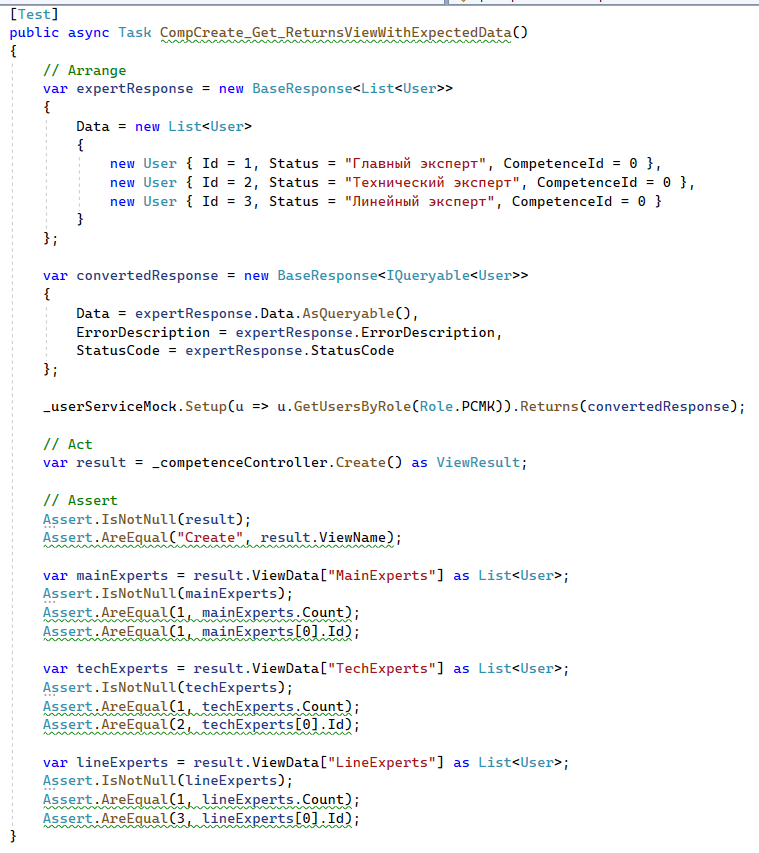 [Test]
public async Task CompCreate_Get_ReturnsViewWithExpectedData()
{
    // Arrange
    var expertResponse = new BaseResponse<List<User>>
    {
        Data = new List<User>
        {
            new User { Id = 1, Status = "Главный эксперт", CompetenceId = 0 },
            new User { Id = 2, Status = "Технический эксперт", CompetenceId = 0 },
            new User { Id = 3, Status = "Линейный эксперт", CompetenceId = 0 }
        }
    };

    var convertedResponse = new BaseResponse<IQueryable<User>>
    {
        Data = expertResponse.Data.AsQueryable(),
        ErrorDescription = expertResponse.ErrorDescription,
        StatusCode = expertResponse.StatusCode
    };

    _userServiceMock.Setup(u => u.GetUsersByRole(Role.РСМК)).Returns(convertedResponse);

    // Act
    var result = _competenceController.Create() as ViewResult;

    // Assert
    Assert.IsNotNull(result);
    Assert.AreEqual("Create", result.ViewName);

    var mainExperts = result.ViewData["MainExperts"] as List<User>;
    Assert.IsNotNull(mainExperts);
    Assert.AreEqual(1, mainExperts.Count);
    Assert.AreEqual(1, mainExperts[0].Id);

    var techExperts = result.ViewData["TechExperts"] as List<User>;
    Assert.IsNotNull(techExperts);
    Assert.AreEqual(1, techExperts.Count);
    Assert.AreEqual(2, techExperts[0].Id);

    var lineExperts = result.ViewData["LineExperts"] as List<User>;
    Assert.IsNotNull(lineExperts);
    Assert.AreEqual(1, lineExperts.Count);
    Assert.AreEqual(3, lineExperts[0].Id);
}